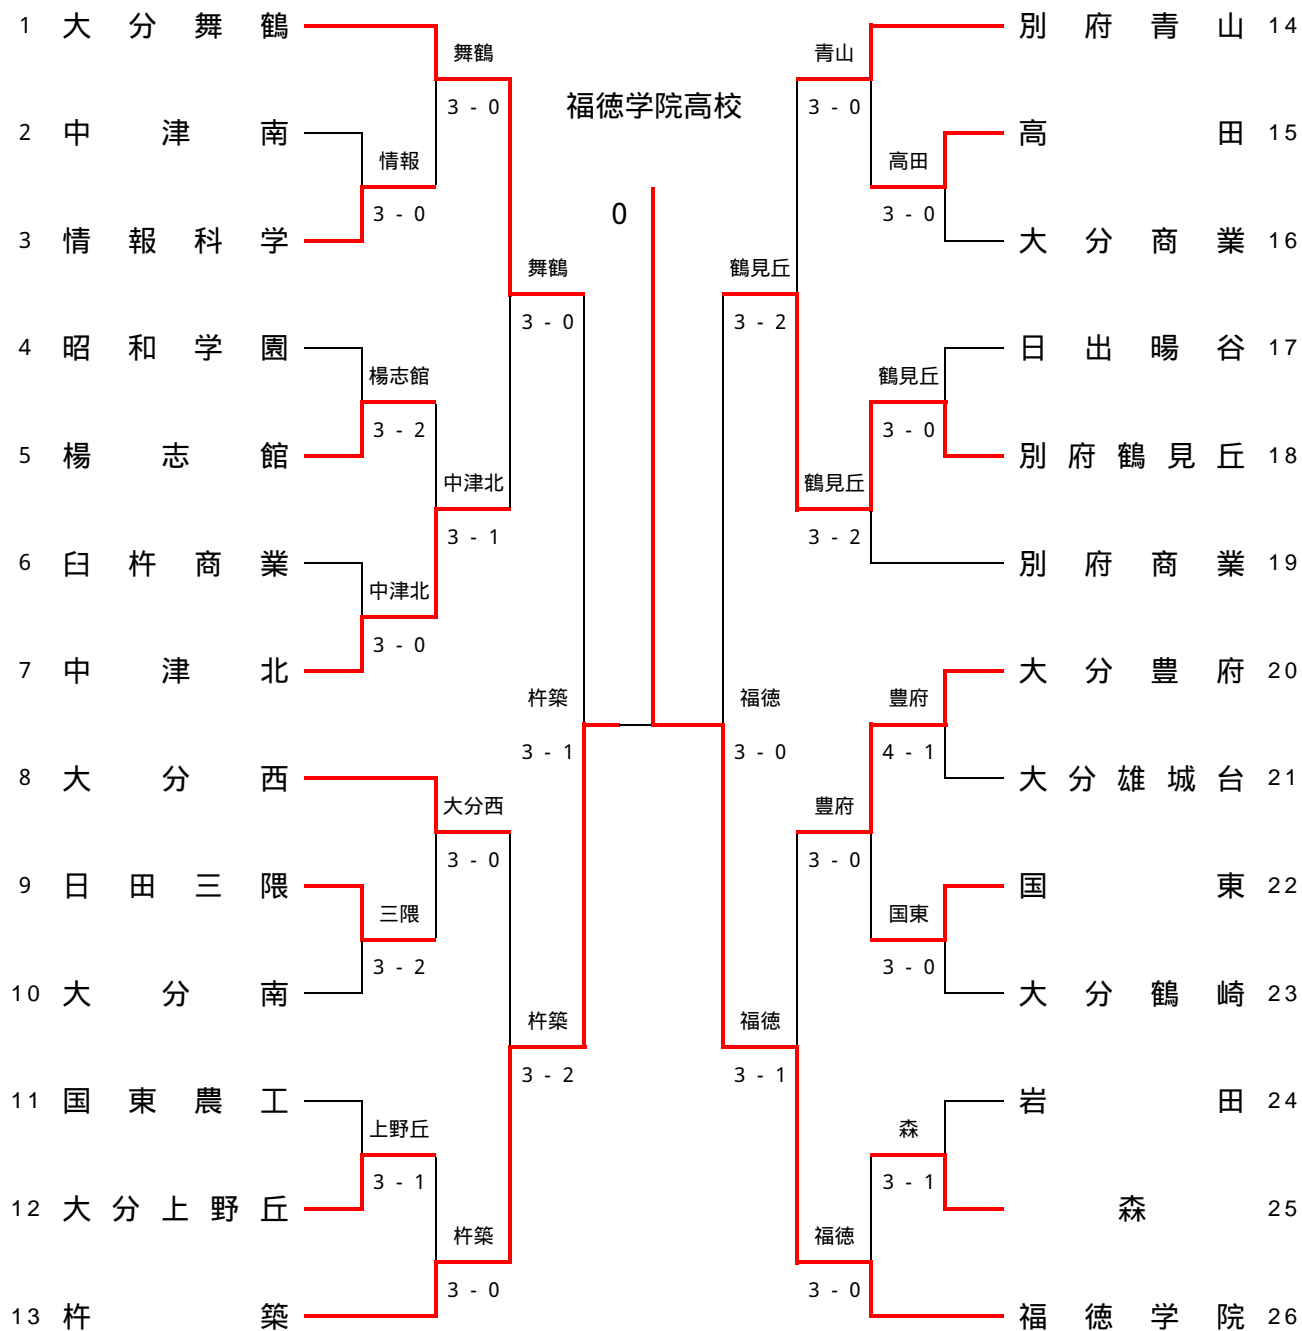 1 大分舞鶴
別府青山 14
舞鶴
青山
3 - 0
福徳学院高校
3 - 0
2 中津南
高田 15
情報
高田
3 - 0
0
3 - 0
3 情報科学
大分商業 16
舞鶴
鶴見丘
3 - 0
3 - 2
4 昭和学園
日出暘谷 17
楊志館
鶴見丘
3 - 2
3 - 0
5 楊志館
別府鶴見丘 18
中津北
鶴見丘
3 - 1
3 - 2
6 臼杵商業
別府商業 19
中津北
3 - 0
7 中津北
大分豊府 20
杵築
福徳
豊府
3 - 1
3 - 0
4 - 1
8 大分西
大分雄城台 21
大分西
豊府
3 - 0
3 - 0
9 日田三隈
国東 22
三隈
国東
3 - 2
3 - 0
10 大分南
大分鶴崎 23
杵築
福徳
3 - 2
3 - 1
11 国東農工
岩田 24
上野丘
森
3 - 1
3 - 1
12 大分上野丘
森 25
杵築
福徳
3 - 0
3 - 0
13 杵築
福徳学院 26